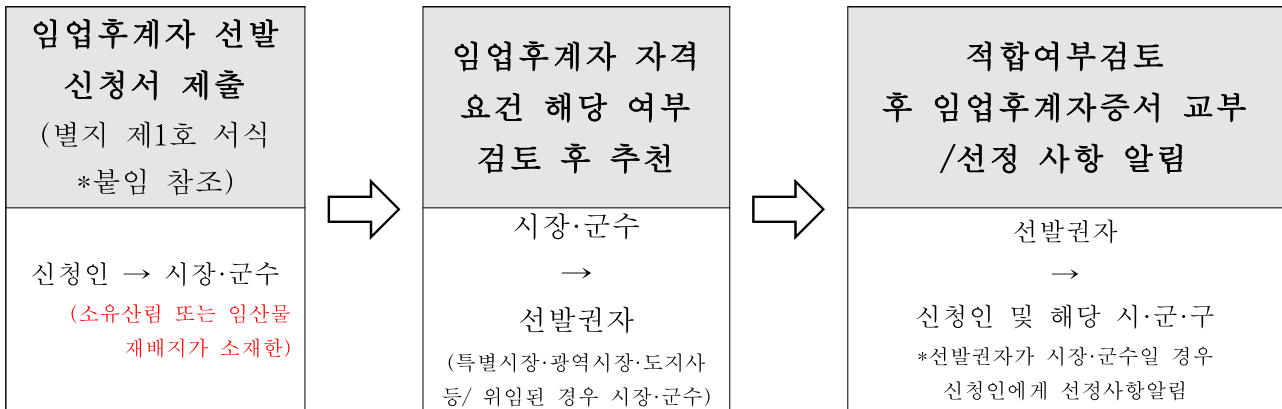 임업후계자 선발
신청서 제출
(별지 제1호 서식
*붙임 참조)
신청인 → 시장·군수
(소유산림 또는 임산물
재배지가 소재한)
임업후계자 자격
요건 해당 여부
검토 후 추천
시장·군수
→
선발권자
(특별시장·광역시장·도지사
등/ 위임된 경우 시장·군수)
적합여부검토
후 임업후계자증서 교부
/선정 사항 알림
선발권자
→
신청인 및 해당 시·군·구
*선발권자가 시장·군수일 경우
신청인에게 선정사항알림